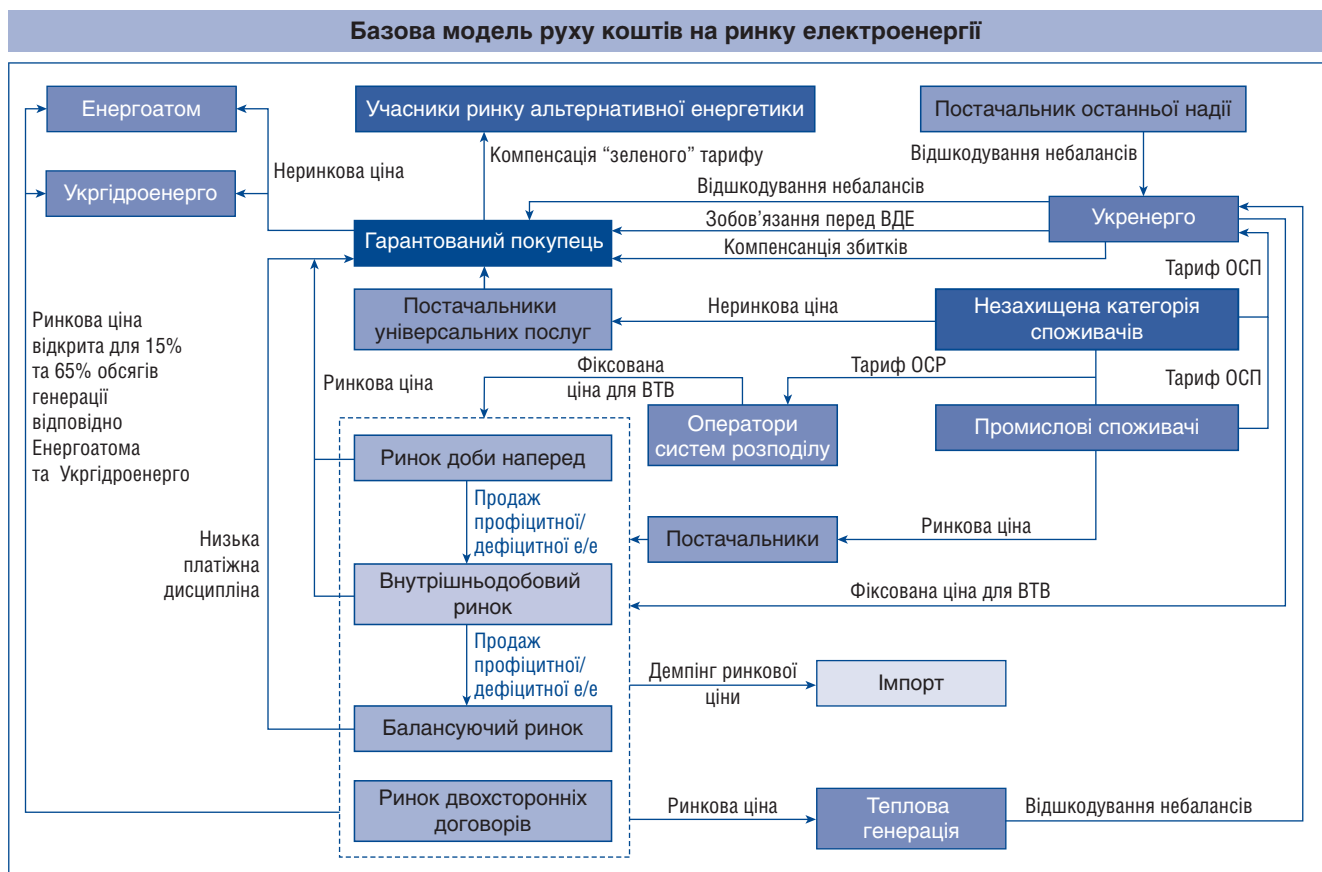 Базова модель руху коштів на ринку електроенергії
Енергоатом
Учасники ринку альтернативної енергетики
Постачальник останньої надії
Компенсація “зеленого” тарифу
Відшкодування небалансів
Неринкова ціна
Укргідроенерго
Відшкодування небалансів
Укренерго
Зобов’язання перед ВДЕ
Гарантований покупець
Компенсанція збитків
Тариф ОСП
Постачальники
універсальних послуг
Неринкова ціна
Незахищена категорія
споживачів
Ринкова ціна
відкрита для 15%
та 65% обсягів
генерації
відповідно
Енергоатома
та Укргідроенерго
Ринкова ціна
Фіксована
ціна для ВТВ
Тариф ОСР
Тариф ОСП
Оператори
систем розподілу
Промислові споживачі
Ринок доби наперед
Продаж
профіцитної/
дефіцитної е/е
Постачальники
Ринкова ціна
Низька
платіжна
дисципліна
Внутрішньодобовий
ринок
Фіксована ціна для ВТВ
Продаж
профіцитної/
дефіцитної е/е
Демпінг ринкової
ціни
Імпорт
Балансуючий ринок
Ринок двохсторонніх
договорів
Ринкова ціна
Теплова
генерація
Відшкодування небалансів